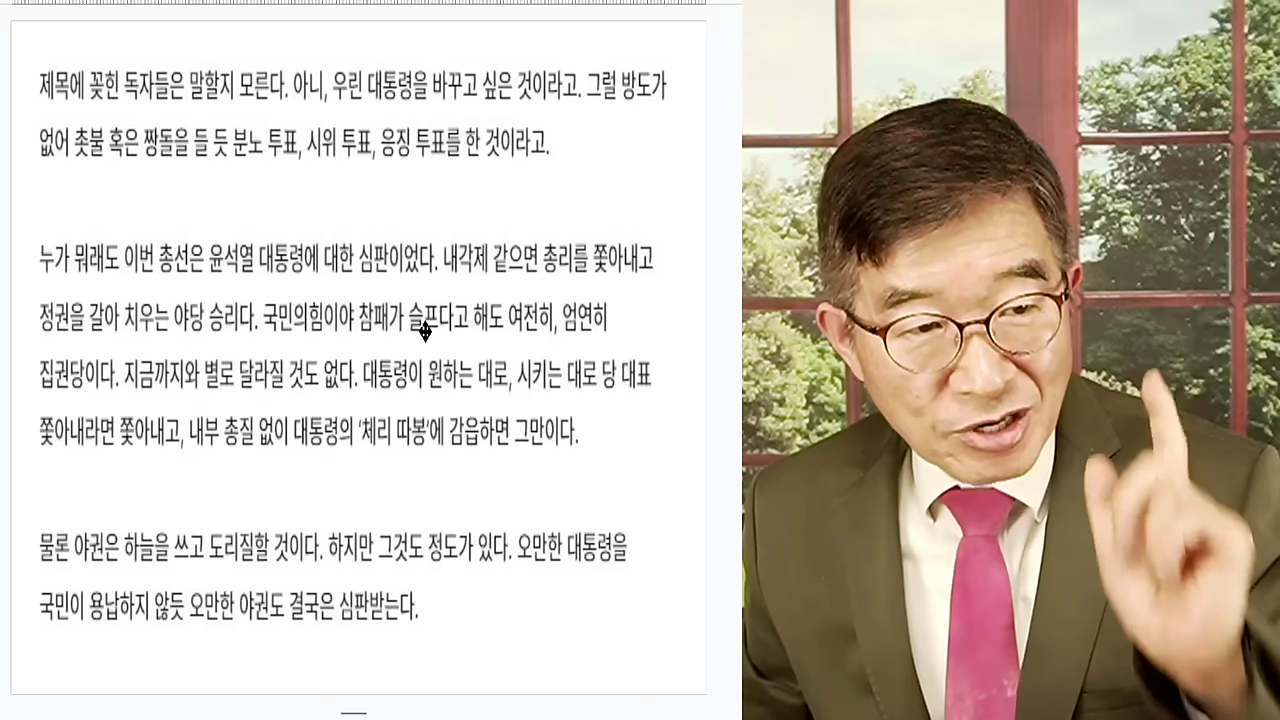 제목에 꽂힌 독자들은 말할지 모른다. 아니, 우린 대통령을 바꾸고 싶은 것이라고. 그럴 방도가
없어 촛불 혹은 짱돌을 들 듯 분노 투표, 시위 투표, 응징 투표를 한 것이라고.
누가 뭐래도 이번 총선은 윤석열 대통령에 대한 심판이었다. 내각제 같으면 총리를 쫓아내고
정권을 갈아 치우는 야당 승리다. 국민의힘이야 참패가 슬프다고 해도 여전히, 엄연히
집권당이다. 지금까지와 별로 달라질 것도 없다. 대통령이 원하는 대로, 시키는 대로 당 대표
쫓아내라면 쫓아내고, 내부 총질 없이 대통령의 ‘체리 따봉’에 감읍하면 그만이다.
물론 야권은 하늘을 쓰고 도리질할 것이다. 하지만 그것도 정도가 있다. 오만한 대통령을
국민이 용납하지 않듯 오만한 야권도 결국은 심판받는다.